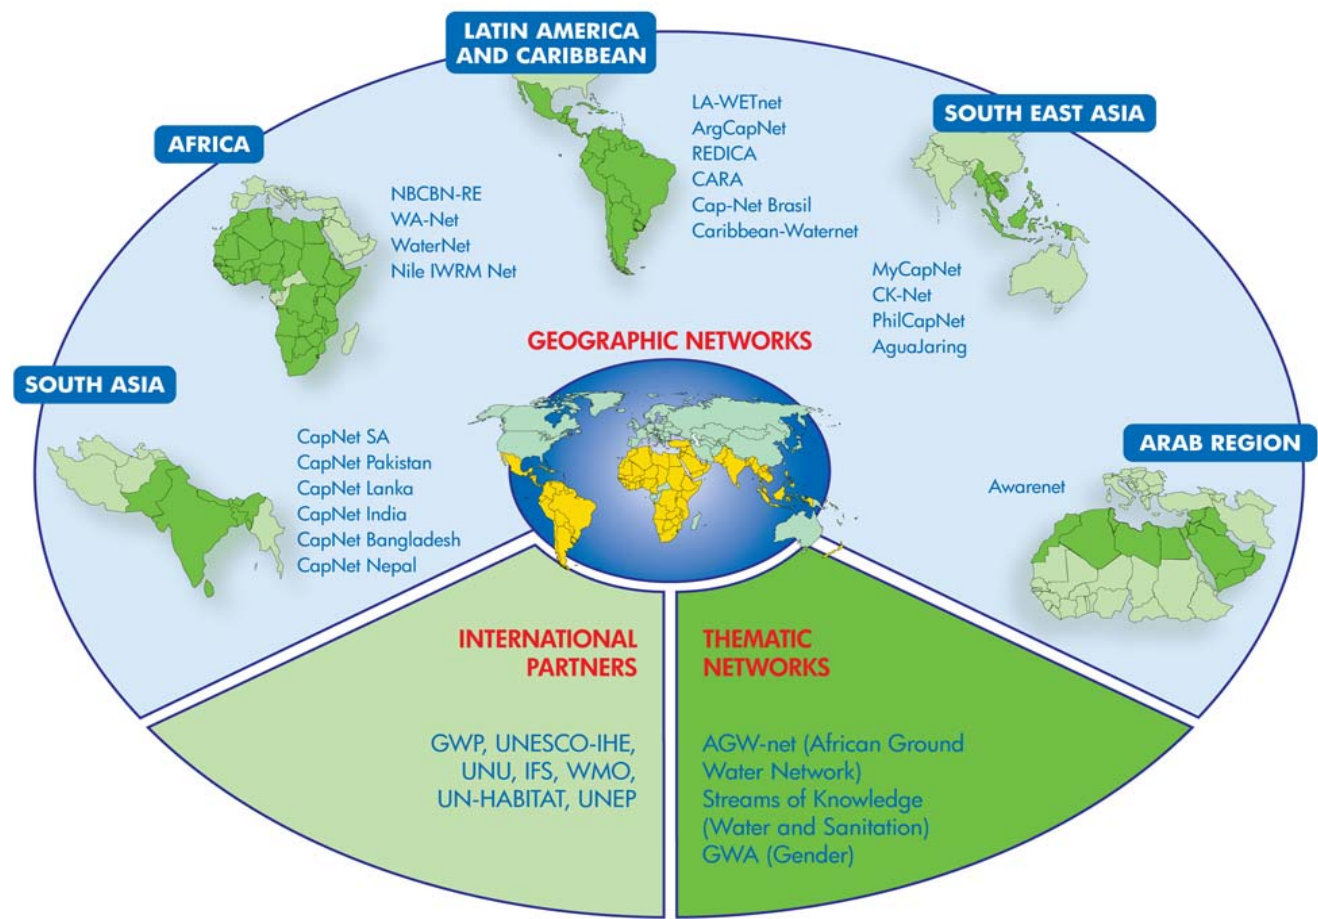 LATIN AMERICA
AND CARIBBEAN
LA-WETnet
ArgCapNet
REDICA
CARA
Cap-Net Brasil
Caribbean-Waternet
SOUTH EAST ASIA
MyCapNet
CK-Net
PhilCapNet
AguaJaring
AFRICA
NBCBN-RE
WA-Net
WaterNet
Nile IWRM Net
GEOGRAPHIC NETWORKS
SOUTH ASIA
CapNet SA
CapNet Pakistan
CapNet Lanka
CapNet India
CapNet Bangladesh
CapNet Nepal
ARAB REGION
Awarenet
INTERNATIONAL
PARTNERS
GWP, UNESCO-IHE,
UNU, IFS, WMO,
UN-HABITAT, UNEP
THEMATIC
NETWORKS
AGW-net (African Ground
Water Network)
Streams of Knowledge
(Water and Sanitation)
GWA (Gender)